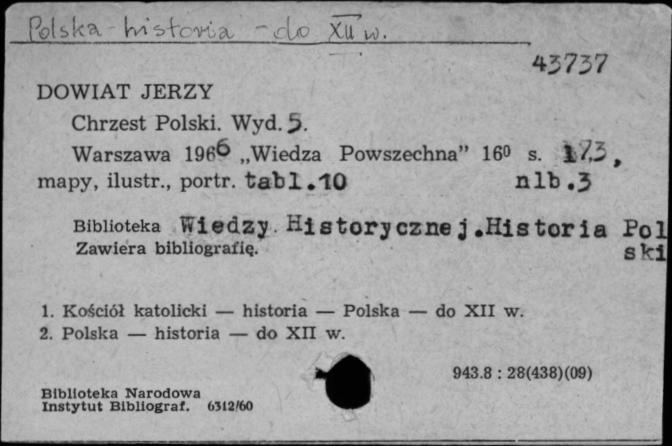 Polska - historia - do XII w.
43737
DOWIAT JERZY
Chrzest Polski. Wyd. 5.
Warszawa 1966 „Wiedza Powszechna” 16⁰ s. 173,
mapy, ilustr., portr. tabl.10 nlb.3
Biblioteka Wiedzy Historycznej.Historia Pol
ski
Zawiera bibliografię.
1. Kościół katolicki — historia — Polska — do XII w.
2. Polska — historia — do XII w.
943.8 : 28(438)(09)
Biblioteka Narodowa
Instytut Bibliograf. 6312/60